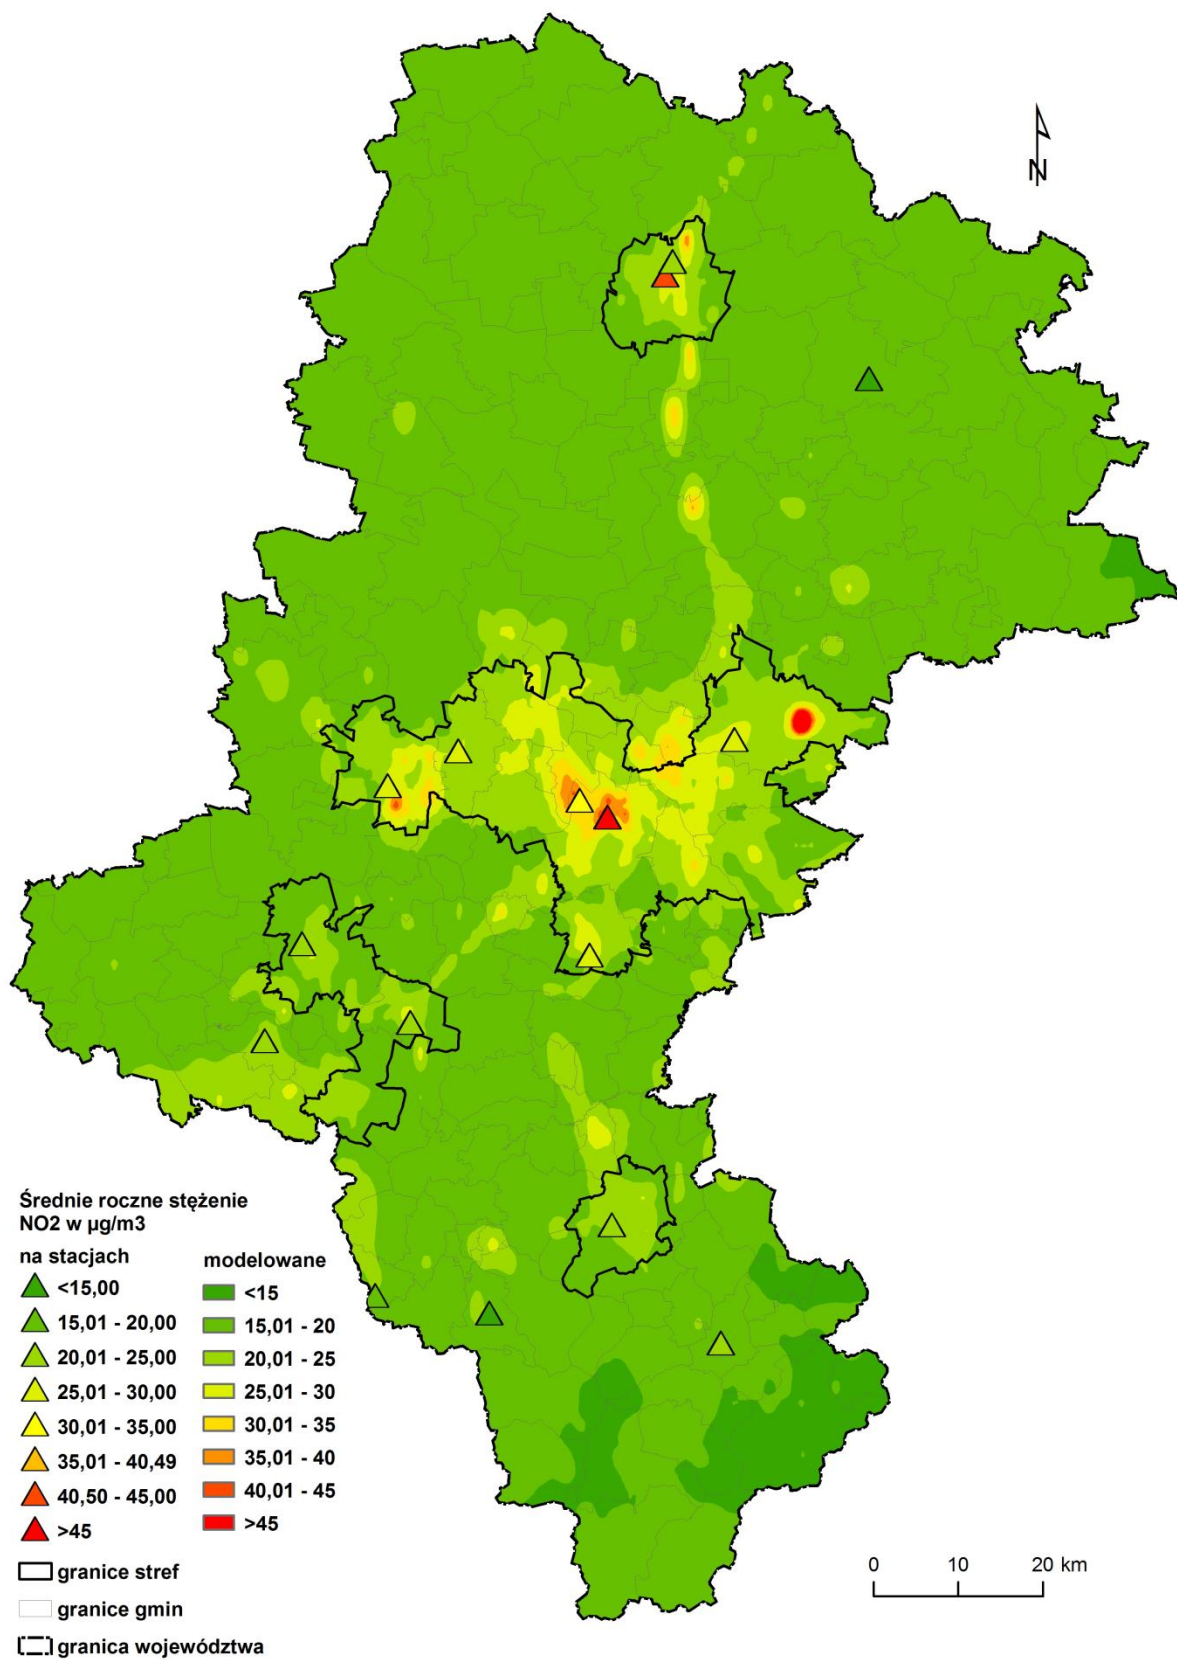 N
Średnie roczne stężenie
NO2 w µg/m3
na stacjach
<15,00
15,01 - 20,00
20,01 - 25,00
25,01 - 30,00
30,01 - 35,00
35,01 - 40,49
40,50 - 45,00
>45
modelowane
<15
15,01 - 20
20,01 - 25
25,01 - 30
30,01 - 35
35,01 - 40
40,01 - 45
>45
granice stref
granice gmin
granica województwa
0 10 20 km